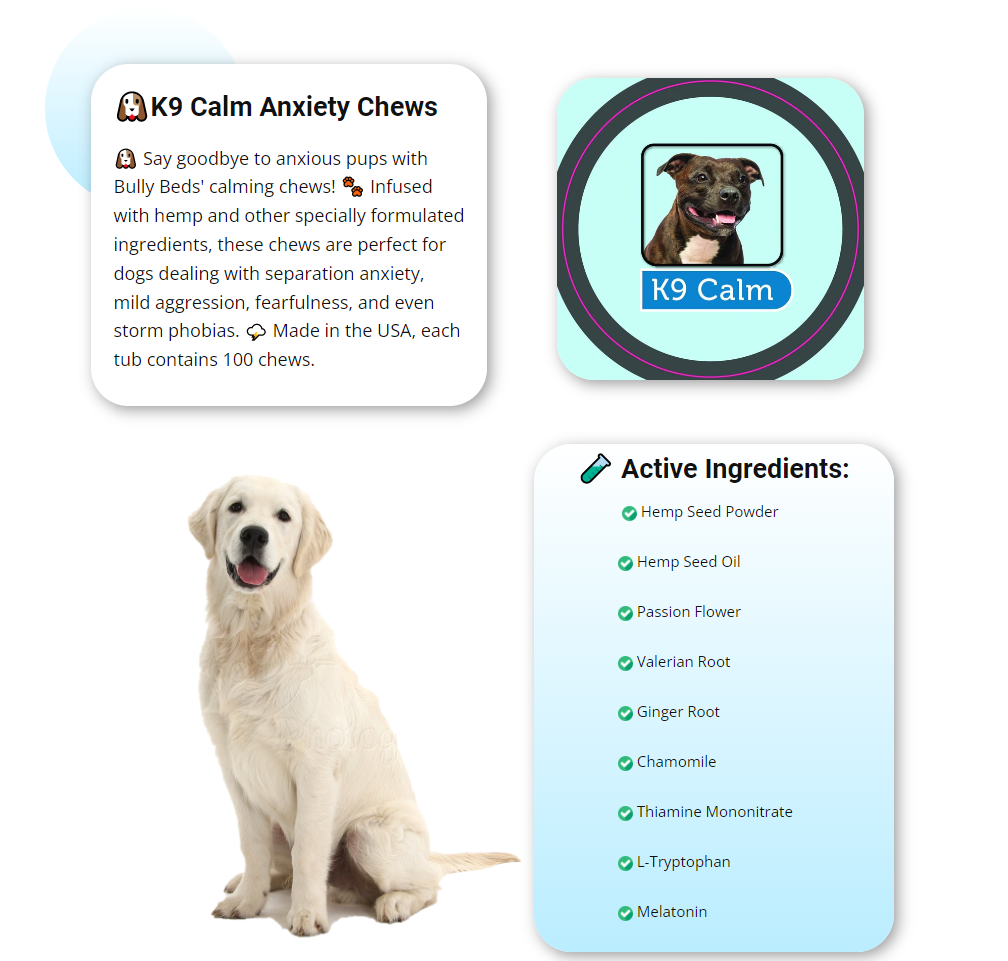 K9 Calm Anxiety Chews
Say goodbye to anxious pups with
Bully Beds' calming chews! Infused
with hemp and other specially formulated
ingredients, these chews are perfect for
dogs dealing with separation anxiety,
mild aggression, fearfulness, and even
storm phobias. Made in the USA, each
tub contains 100 chews.
K9 Calm
Active Ingredients:
Hemp Seed Powder
Hemp Seed Oil
Passion Flower
Valerian Root
Ginger Root
Chamomile
Thiamine Mononitrate
L-Tryptophan
Melatonin